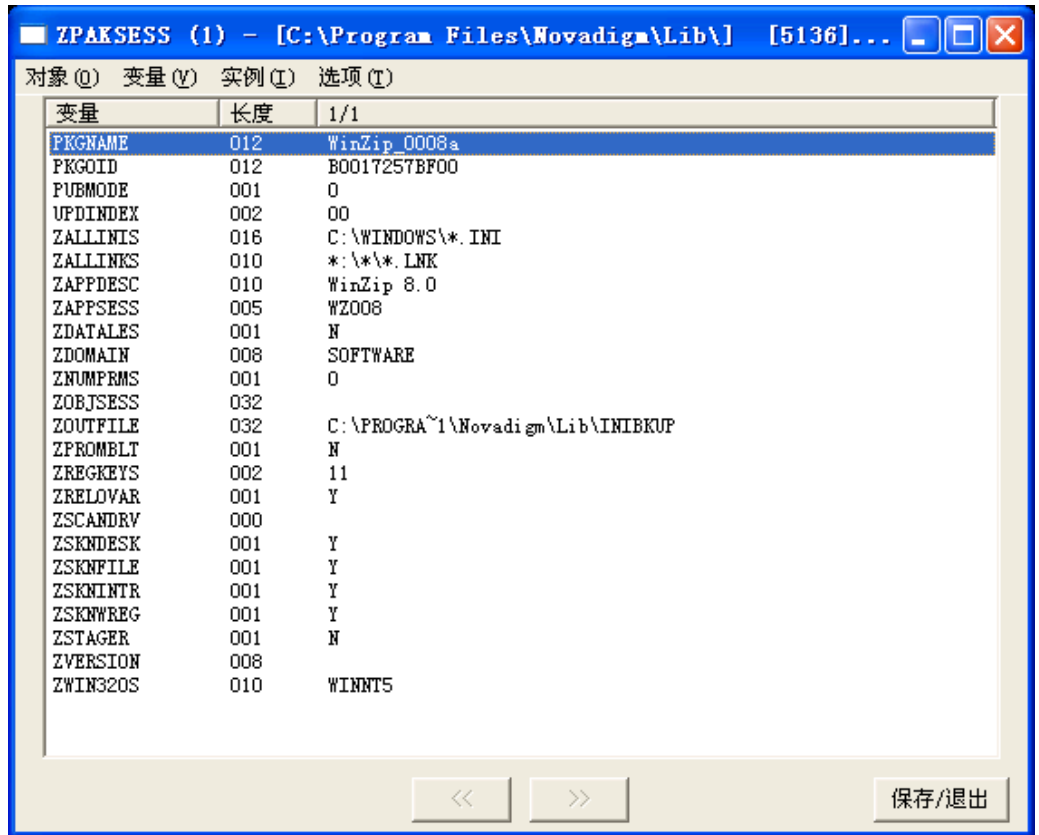 ZPAKSESS (1) - [C:\Program Files\Novadigm\Lib\] [5136]...
对象(O) 变量(V) 实例(I) 选项(T)
变量 长度 1/1
PKGNAME 012 WinZip_0008a
PKGOID 012 B0017257BF00
PUBMODE 001 0
UPDINDEX 002 00
ZALLINIS 016 C:\WINDOWS\*.INI
ZALLINKS 010 *:\*\*.LNK
ZAPPDESC 010 WinZip 8.0
ZAPPSESS 005 WZ008
ZDATALES 001 N
ZDOMAIN 008 SOFTWARE
ZNUMPRMS 001 0
ZOBJSESS 032
ZOUTFILE 032 C:\PROGRA~1\Novadigm\Lib\INIBKUP
ZPROMBLT 001 N
ZREGKEYS 002 11
ZRELOVAR 001 Y
ZSCANDRV 000
ZSKNDESK 001 Y
ZSKNFILE 001 Y
ZSKNINTR 001 Y
ZSKNWREG 001 Y
ZSTAGER 001 N
ZVERSION 008
ZWIN32OS 010 WINNT5
<< >> 保存/退出